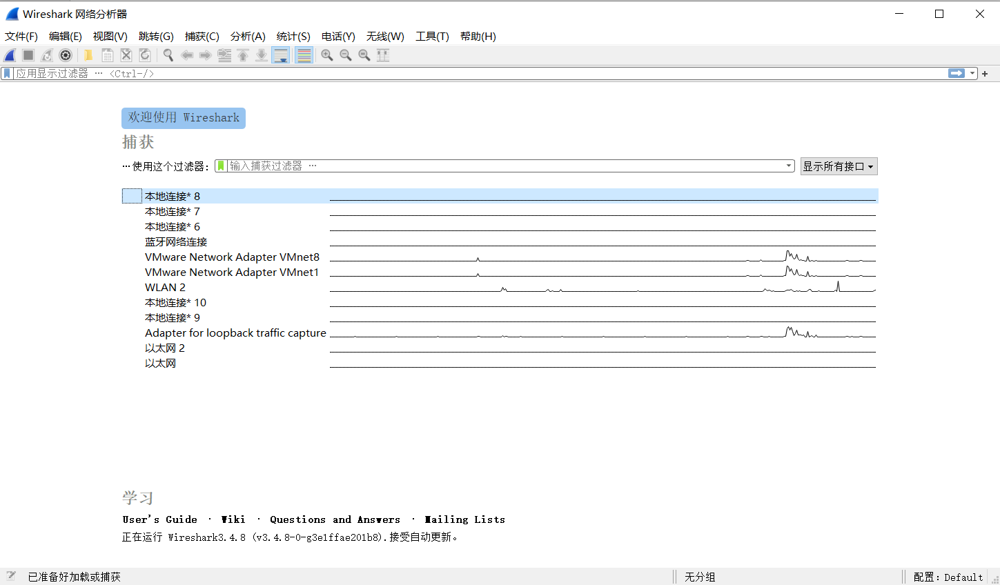 Wireshark 网络分析器
文件(F) 编辑(E) 视图(V) 跳转(G) 捕获(C) 分析(A) 统计(S) 电话(Y) 无线(W) 工具(T) 帮助(H)
应用显示过滤器 … <Ctrl-/>
欢迎使用 Wireshark
捕获
…使用这个过滤器: 输入捕获过滤器 … 显示所有接口
本地连接* 8
本地连接* 7
本地连接* 6
蓝牙网络连接
VMware Network Adapter VMnet8
VMware Network Adapter VMnet1
WLAN 2
本地连接* 10
本地连接* 9
Adapter for loopback traffic capture
以太网 2
以太网
学习
User's Guide · Wiki · Questions and Answers · Mailing Lists
正在运行 Wireshark3.4.8 (v3.4.8-0-g3e1ffae201b8).接受自动更新。
已准备好加载或捕获 无分组 配置: Default